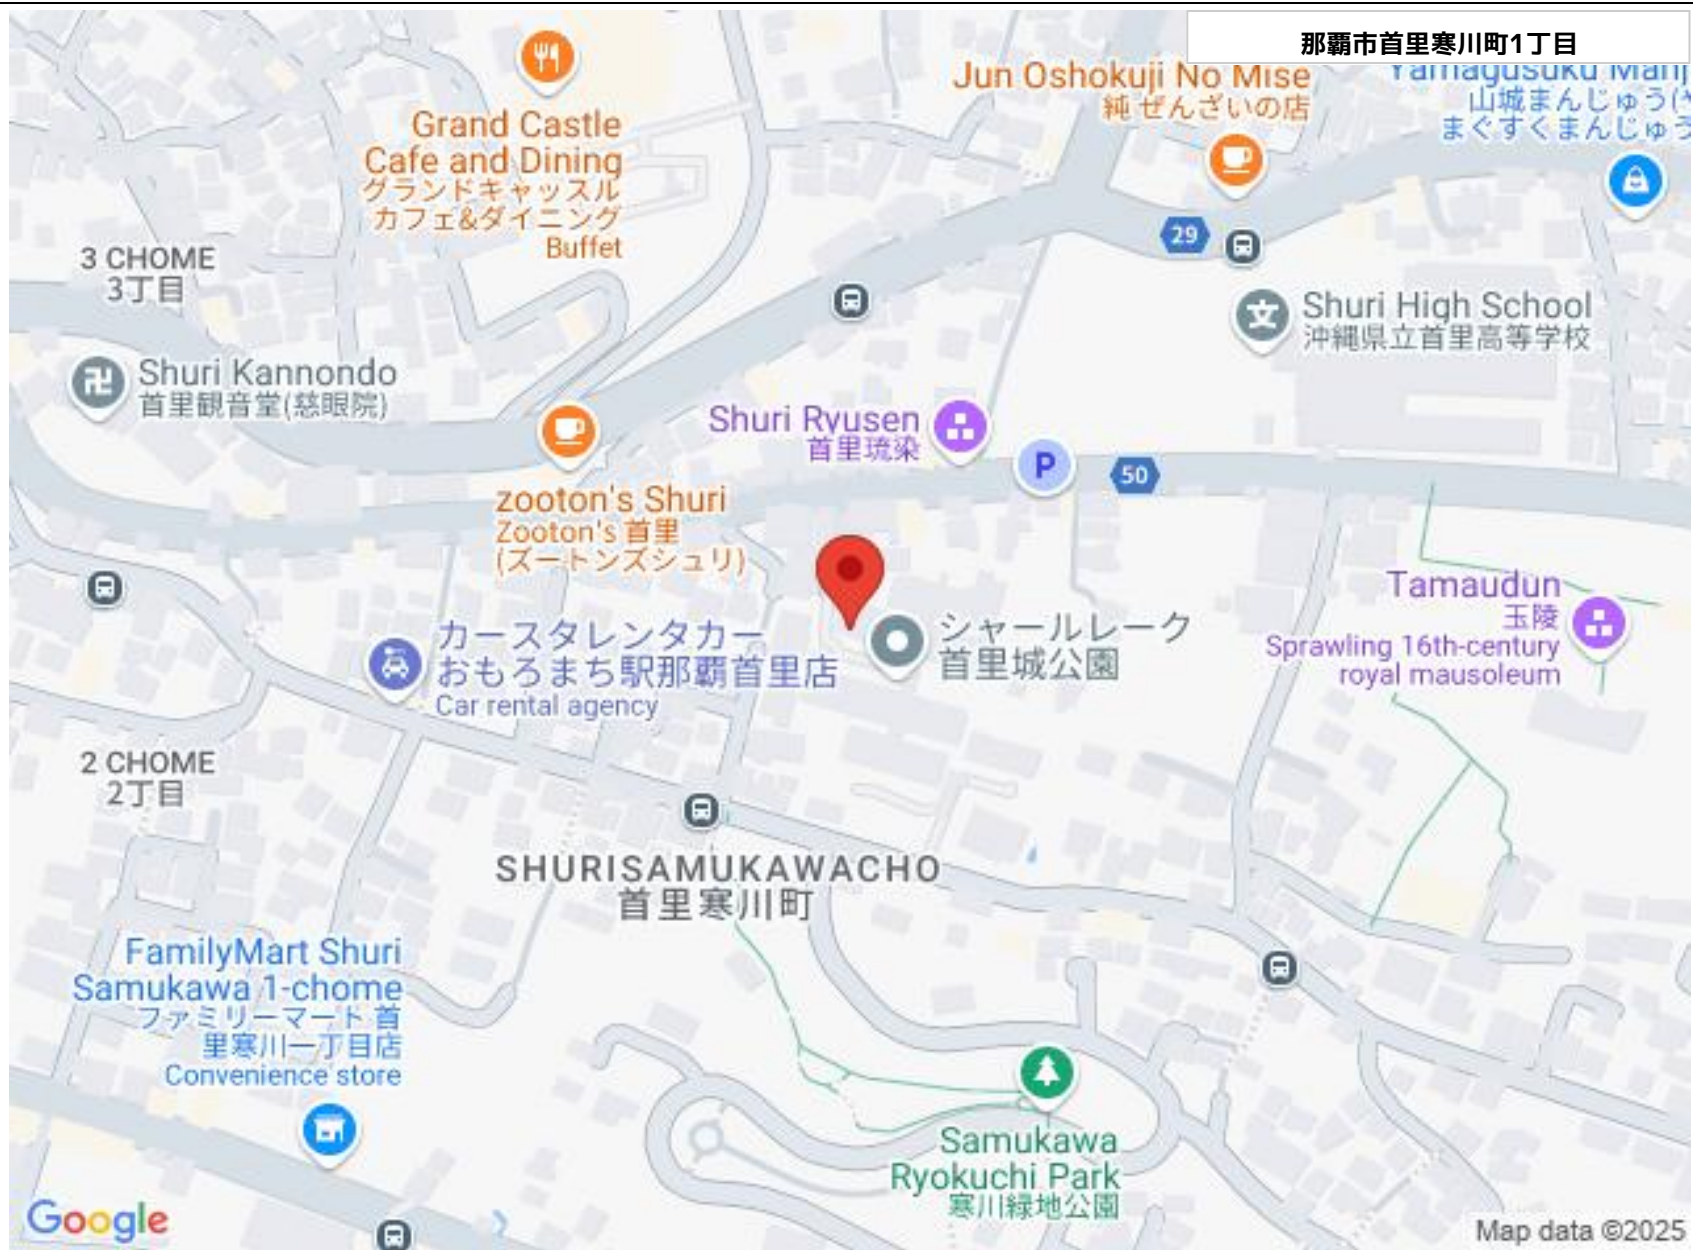 那覇市首里寒川町1丁目
Jun Oshokuji No Mise
純 ぜんざいの店
山城まんじゅう
まぐすくまんじゅう
Grand Castle
Cafe and Dining
グランドキャッスル
カフェ&ダイニング
Buffet
29
3 CHOME
3丁目
Shuri High School
沖縄県立首里高等学校
文
Shuri Kannondo
首里観音堂(慈眼院)
卍
Shuri Ryusen
首里琉染
P
50
zooton's Shuri
Zooton's 首里
(ズートンズシュリ)
Tamaudun
玉陵
Sprawling 16th-century
royal mausoleum
カースタレンタカー
おもろまち駅那覇首里店
Car rental agency
シャールレーク
首里城公園
2 CHOME
2丁目
SHURISAMUKAWACHO
首里寒川町
FamilyMart Shuri
Samukawa 1-chome
ファミリーマート 首
里寒川一丁目店
Convenience store
Samukawa
Ryokuchi Park
寒川緑地公園
Google
Map data ©2025